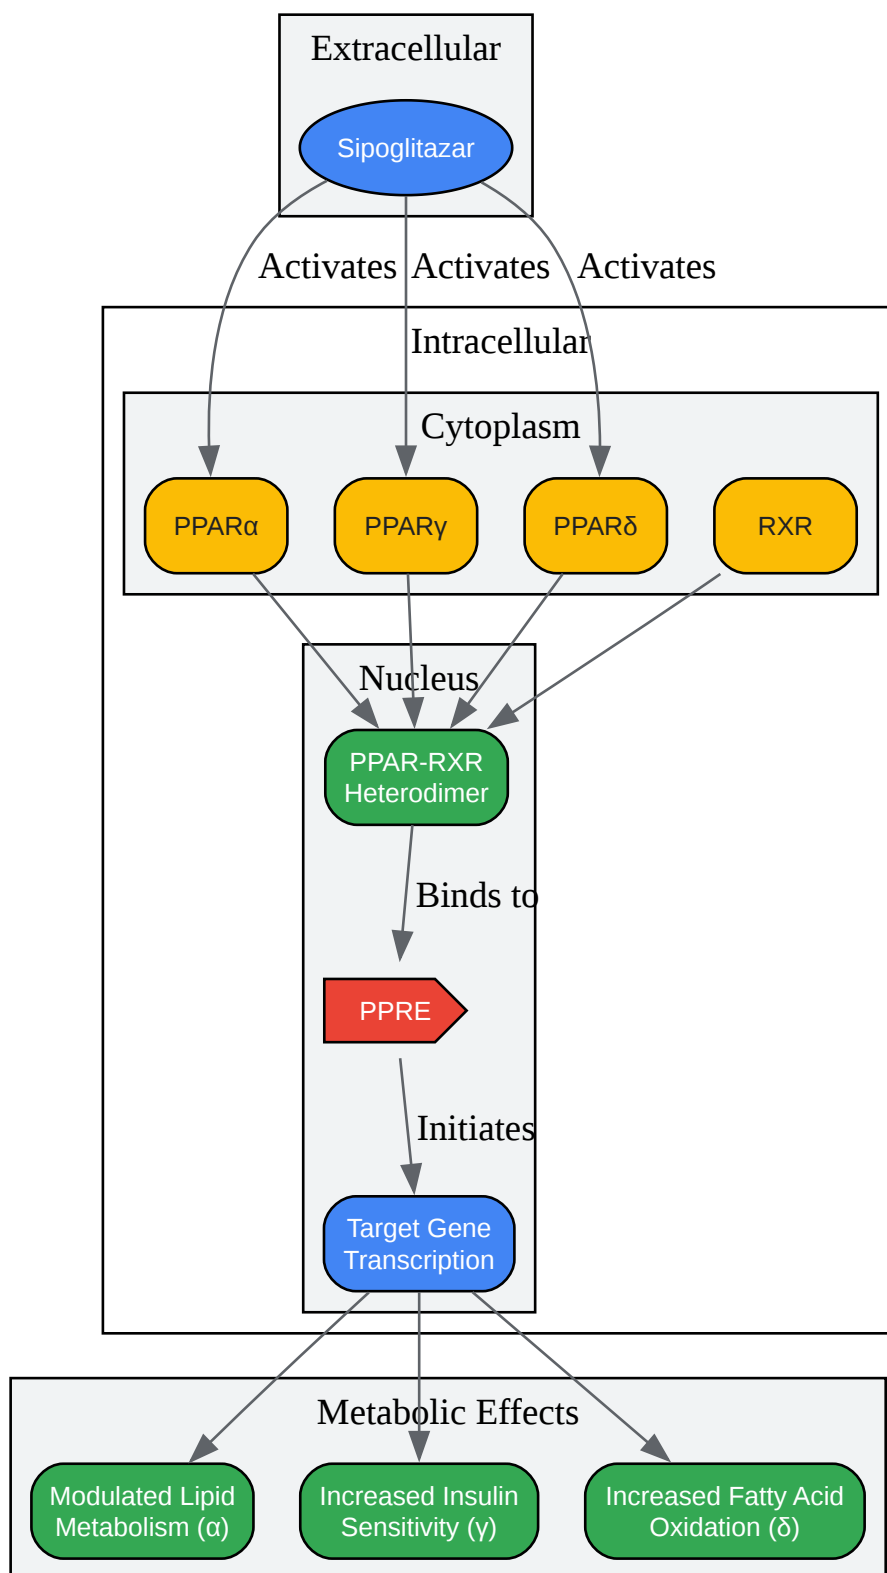 Extracellular
Sipoglitazar
Activates Activates Activates
Intracellular
Cytoplasm
PPARα PPARγ PPARδ RXR
Nucleus
PPAR-RXR
Heterodimer
Binds to
PPRE
Initiates
Target Gene
Transcription
Metabolic Effects
Modulated Lipid
Metabolism (α)
Increased Insulin
Sensitivity (γ)
Increased Fatty Acid
Oxidation (δ)